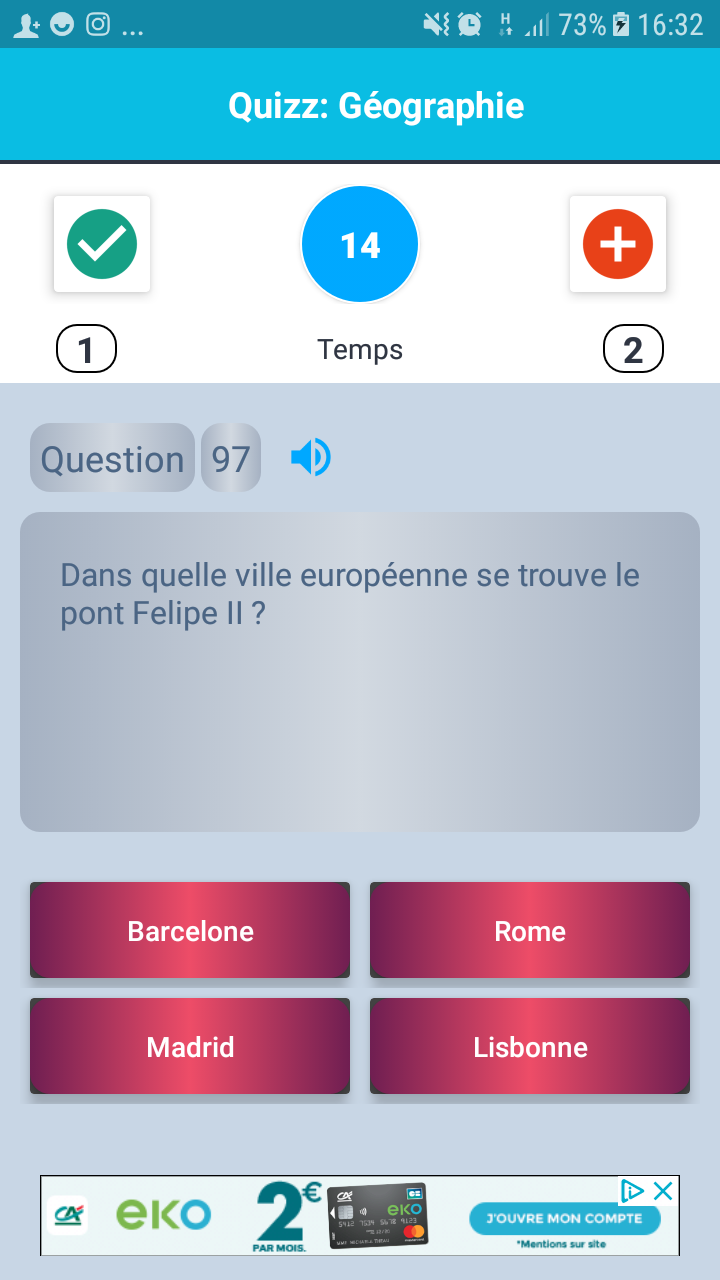 ... H 73% 16:32
Quizz: Géographie
14
1 Temps 2
Question 97
Dans quelle ville européenne se trouve le
pont Felipe II ?
Barcelone Rome
Madrid Lisbonne
CA eko 2€ PAR MOIS.
CA eko
J'OUVRE MON COMPTE
*Mentions sur site